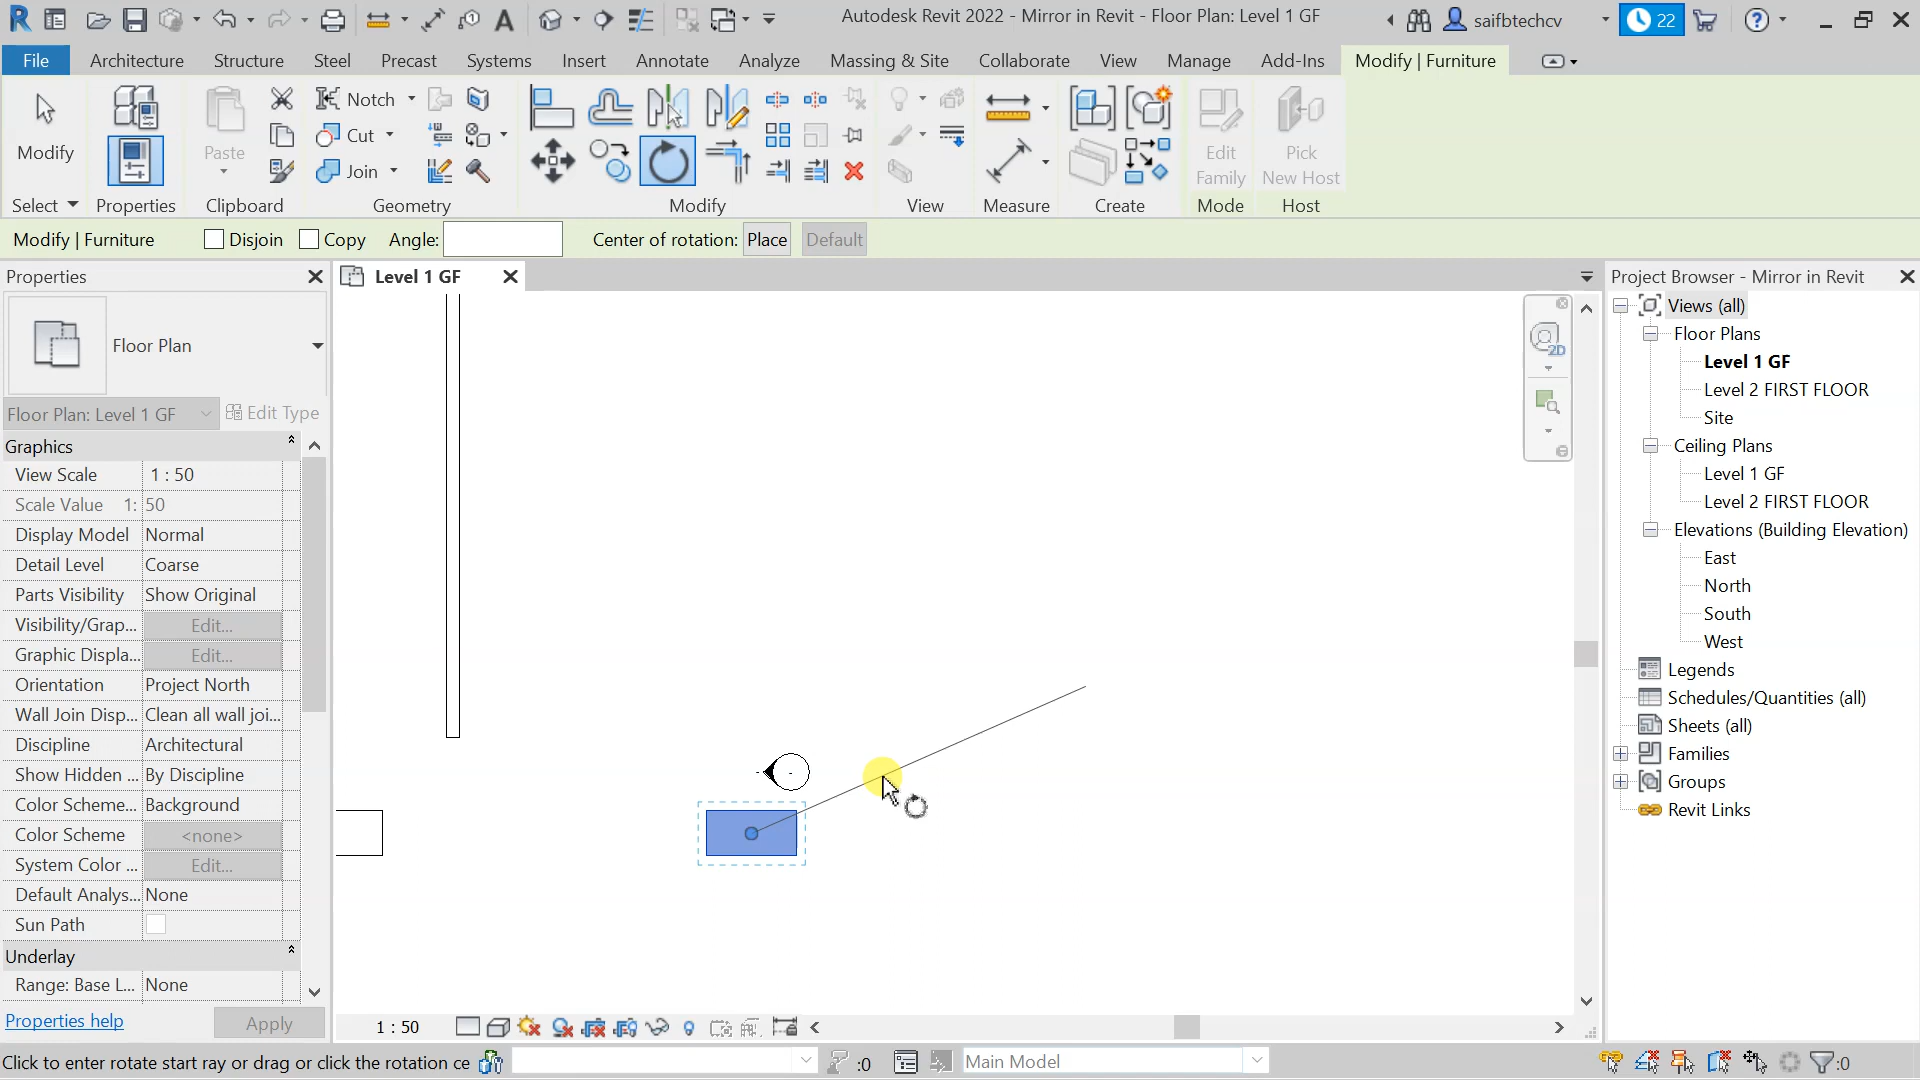 Autodesk Revit 2022 - Mirror in Revit - Floor Plan: Level 1 GF
saifbtechcv
22
File
Architecture
Structure
Steel
Precast
Systems
Insert
Annotate
Analyze
Massing & Site
Collaborate
View
Manage
Add-Ins
Modify | Furniture
Modify
Paste
Notch
Cut
Join
Edit
Family
Pick
New Host
Select
Properties
Clipboard
Geometry
Modify
View
Measure
Create
Mode
Host
Modify | Furniture
Disjoin
Copy
Angle:
Center of rotation:
Place
Default
Properties
Floor Plan
Floor Plan: Level 1 GF
Edit Type
Graphics
View Scale 1 : 50
Scale Value 1: 50
Display Model Normal
Detail Level Coarse
Parts Visibility Show Original
Visibility/Grap... Edit...
Graphic Displa... Edit...
Orientation Project North
Wall Join Disp... Clean all wall joi...
Discipline Architectural
Show Hidden ... By Discipline
Color Scheme... Background
Color Scheme <none>
System Color ... Edit...
Default Analys... None
Sun Path
Underlay
Range: Base L... None
Properties help
Apply
Level 1 GF
2D
1 : 50
Project Browser - Mirror in Revit
Views (all)
Floor Plans
Level 1 GF
Level 2 FIRST FLOOR
Site
Ceiling Plans
Level 1 GF
Level 2 FIRST FLOOR
Elevations (Building Elevation)
East
North
South
West
Legends
Schedules/Quantities (all)
Sheets (all)
Families
Groups
Revit Links
Click to enter rotate start ray or drag or click the rotation ce
:0
Main Model
:0